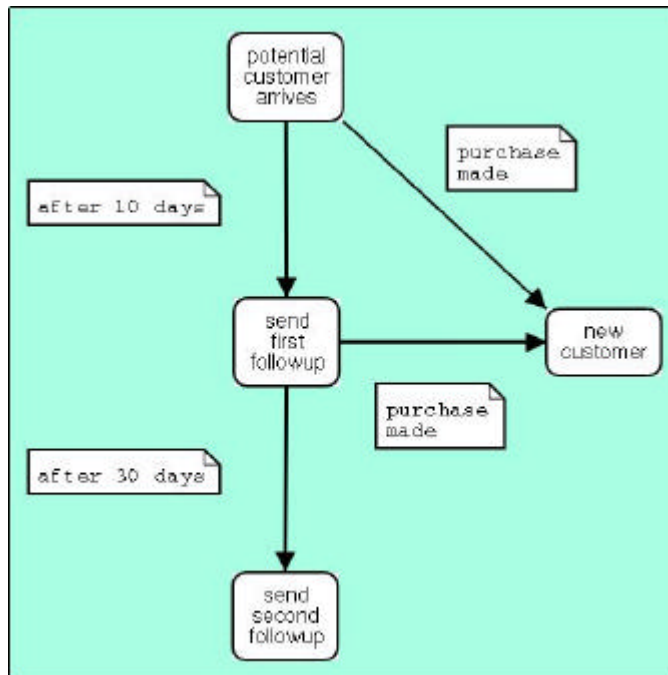 potential
customer
arrives
purchase
made
after 10 days
send
first
followup
new
customer
purchase
made
after 30 days
send
second
followup